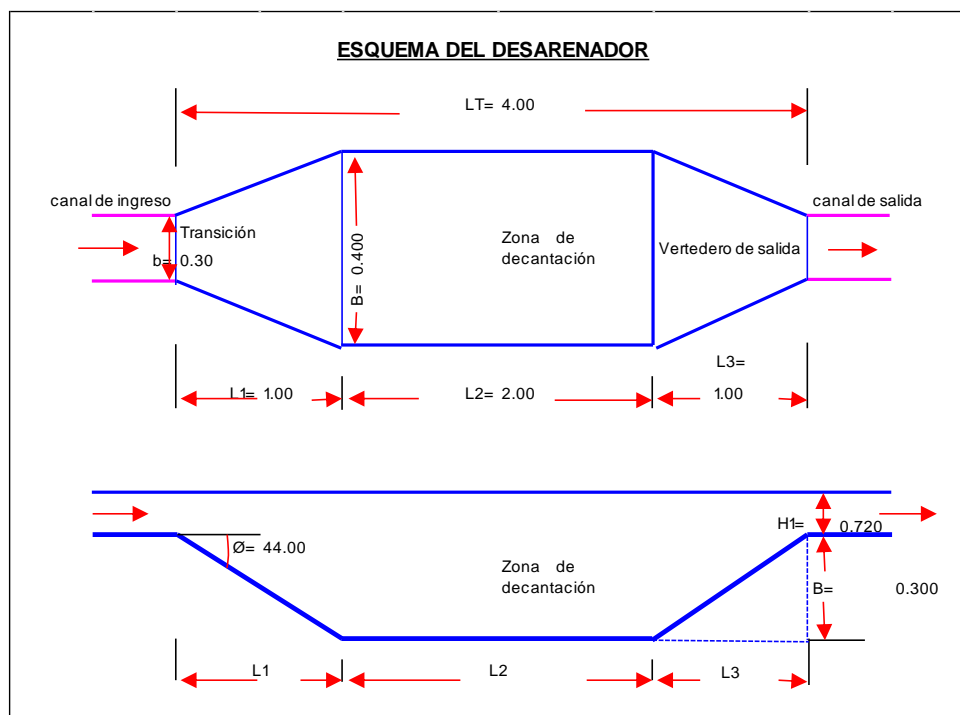 ESQUEMA DEL DESARENADOR
LT= 4.00
canal de ingreso
canal de salida
Transición
b= 0.30
B= 0.400
Zona de
decantación
Vertedero de salida
L3=
L1= 1.00
L2= 2.00
1.00
H1= 0.720
Ø= 44.00
Zona de
decantación
B= 0.300
L1
L2
L3